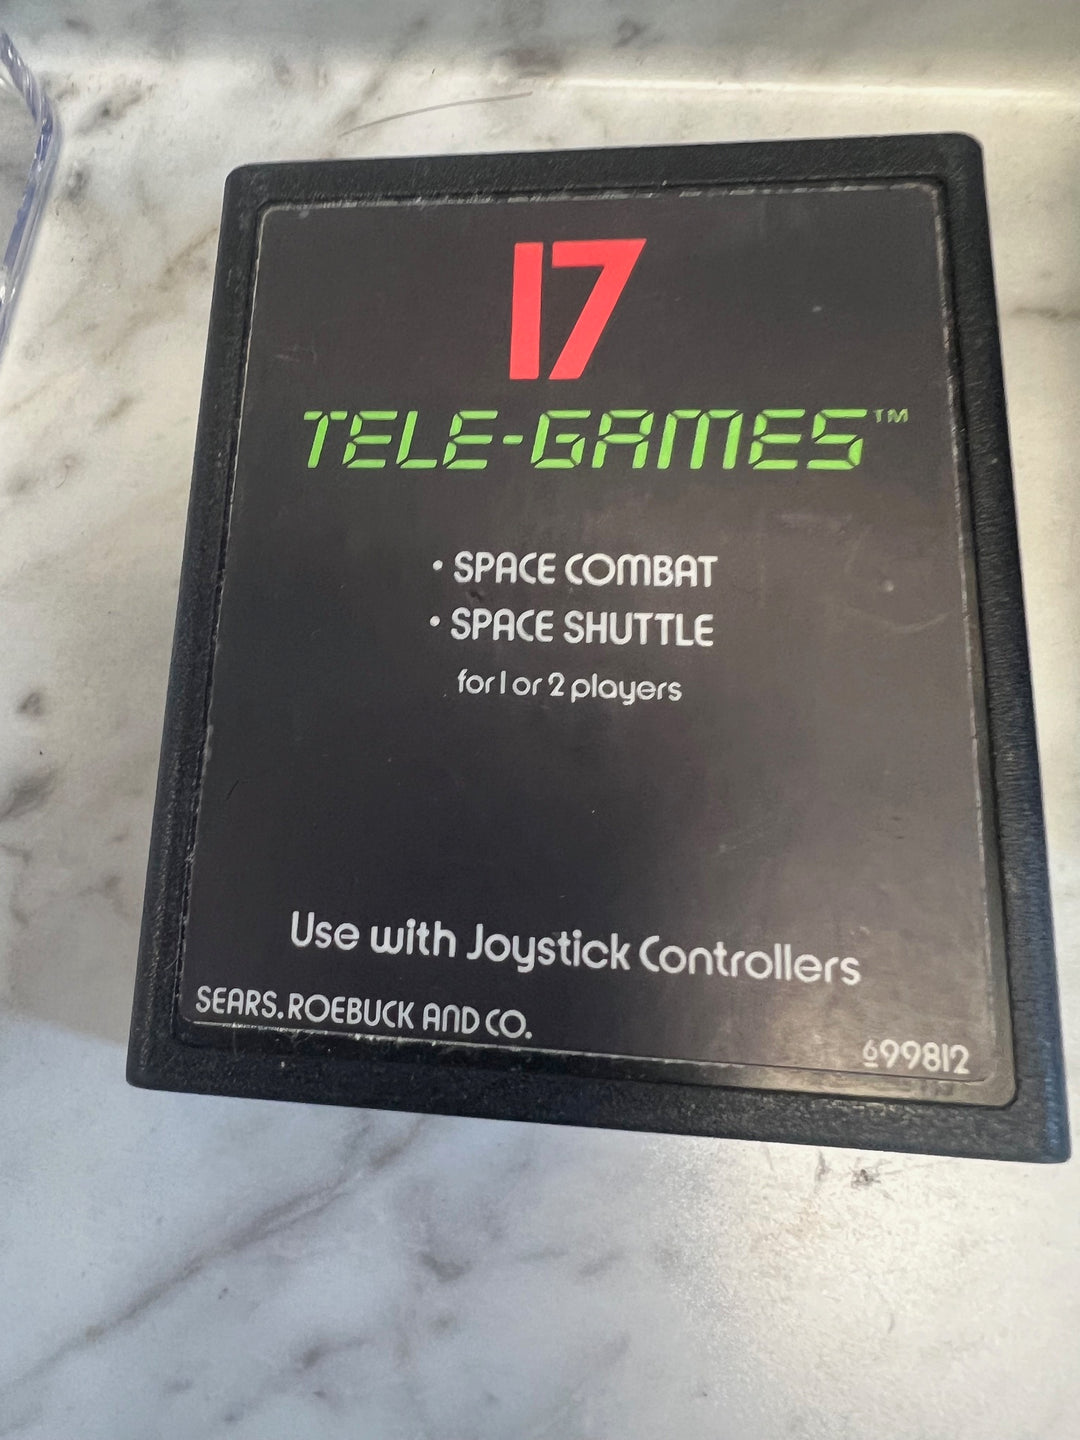 17
TELE-GAMES™
• SPACE COMBAT
• SPACE SHUTTLE
for 1 or 2 players
Use with Joystick Controllers
SEARS, ROEBUCK AND CO.
699812